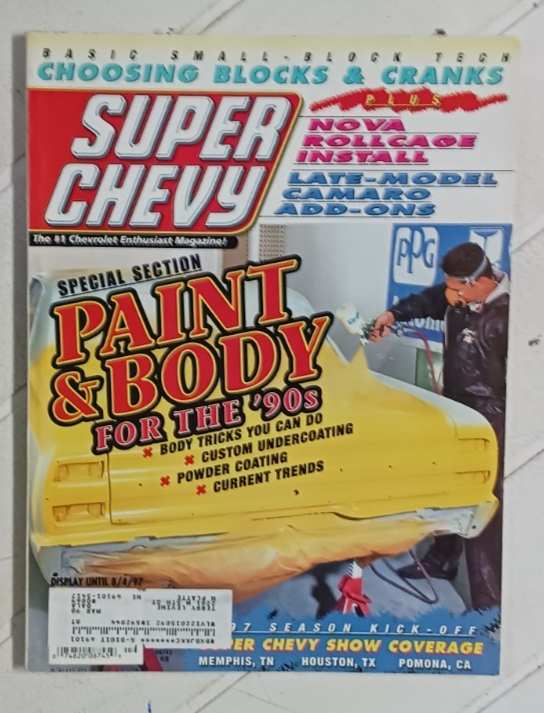 BASIC SMALL-BLOCK TECH
CHOOSING BLOCKS & CRANKS
PLUS
SUPER
CHEVY
NOVA
ROLLCAGE
INSTALL
LATE-MODEL
CAMARO
ADD-ONS
The #1 Chevrolet Enthusiast Magazine!
PPG
SPECIAL SECTION
PAINT
& BODY
FOR THE '90s
BODY TRICKS YOU CAN DO
CUSTOM UNDERCOATING
POWDER COATING
CURRENT TRENDS
DISPLAY UNTIL 8/4/97
97 SEASON KICK-OFF
SUPER CHEVY SHOW COVERAGE
MEMPHIS, TN HOUSTON, TX POMONA, CA